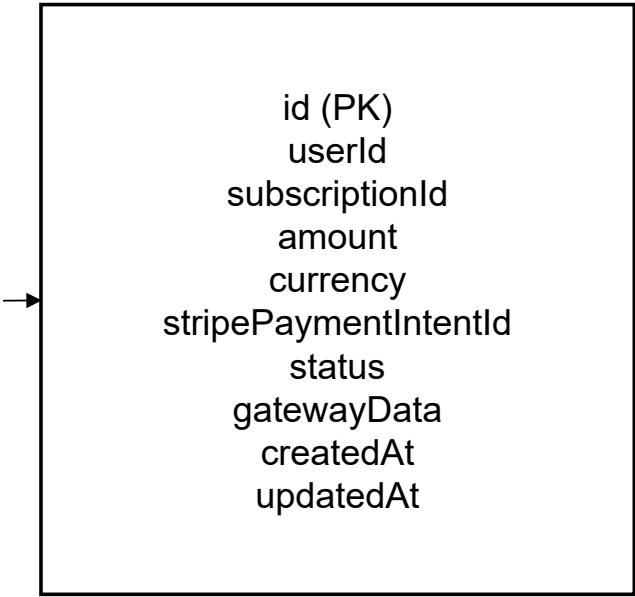 id (PK)
userId
subscriptionId
amount
currency
stripePaymentIntentId
status
gatewayData
createdAt
updatedAt